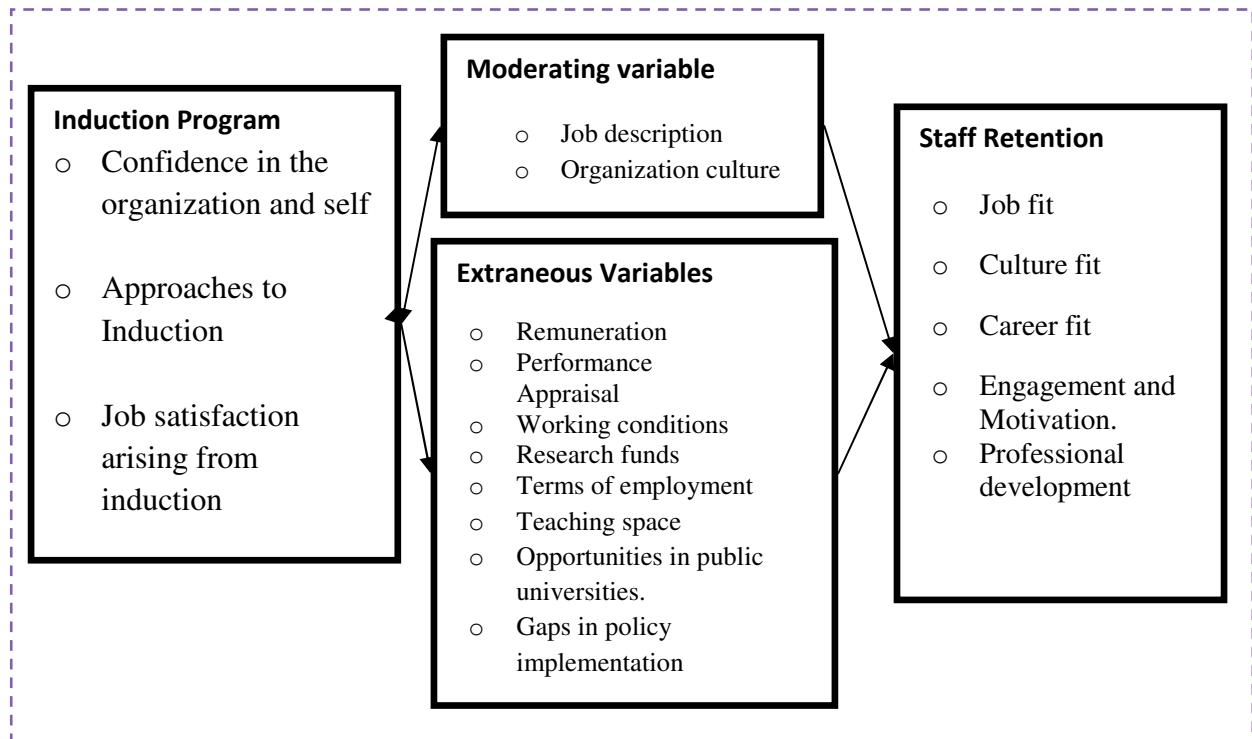 Induction Program
o Confidence in the
organization and self
o Approaches to
Induction
o Job satisfaction
arising from
induction
Moderating variable
o Job description
o Organization culture
Extraneous Variables
o Remuneration
o Performance
Appraisal
o Working conditions
o Research funds
o Terms of employment
o Teaching space
o Opportunities in public
universities.
o Gaps in policy
implementation
Staff Retention
o Job fit
o Culture fit
o Career fit
o Engagement and
Motivation.
o Professional
development